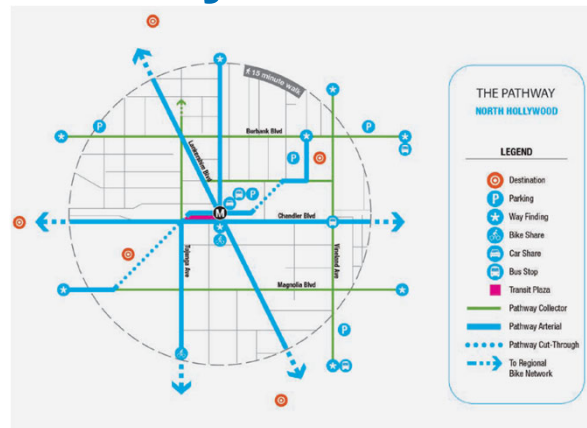 15 minute walk
P
P
Burbank Blvd
P
Lankershim Blvd
P
M
Chandler Blvd
Tujunga Ave
Vineland Ave
Magnolia Blvd
P
THE PATHWAY
NORTH HOLLYWOOD
LEGEND
Destination
P Parking
Way Finding
Bike Share
Car Share
Bus Stop
Transit Plaza
Pathway Collector
Pathway Arterial
Pathway Cut-Through
To Regional
Bike Network